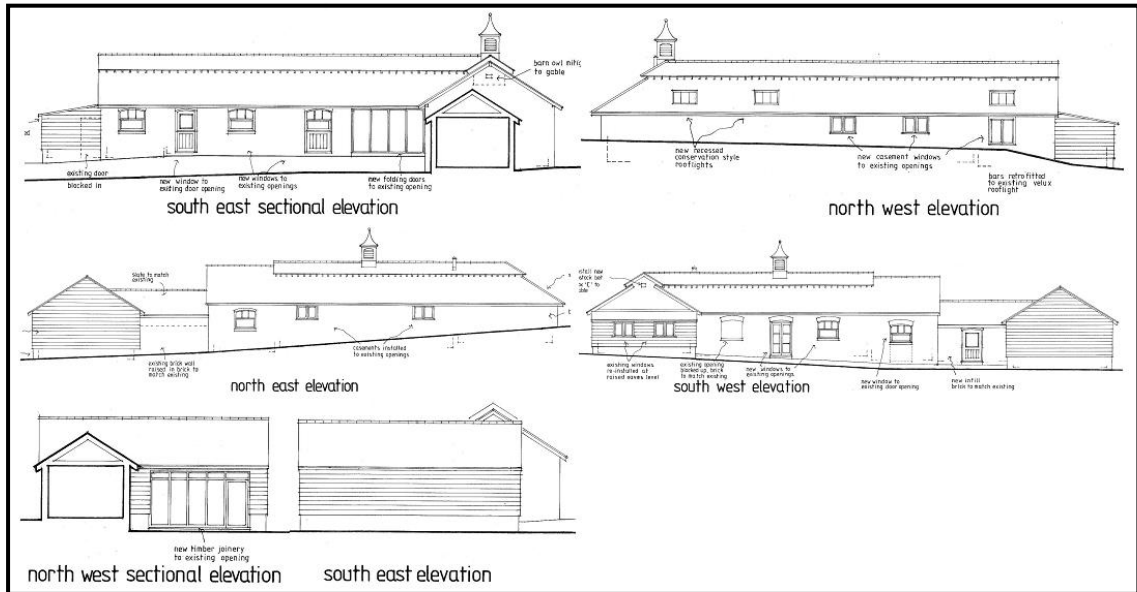 barn owl mitig
to gable
existing door
blocked in
new window to
existing door opening
new windows to
existing openings
new folding doors
to existing opening
south east sectional elevation
new recessed
conservation style
rooflights
new casement windows
to existing openings
bars retrofitted
to existing velux
rooflight
north west elevation
Slate to match
existing
existing brick wall
raised in brick to
match existing
casements installed
to existing openings
north east elevation
install new
'C' to
existing windows
re-installed at
raised eaves level
existing opening
blocked up, brick
to match existing
new windows to
existing openings
new window to
existing door opening
new infill
brick to match existing
south west elevation
new timber joinery
to existing opening
north west sectional elevation
south east elevation